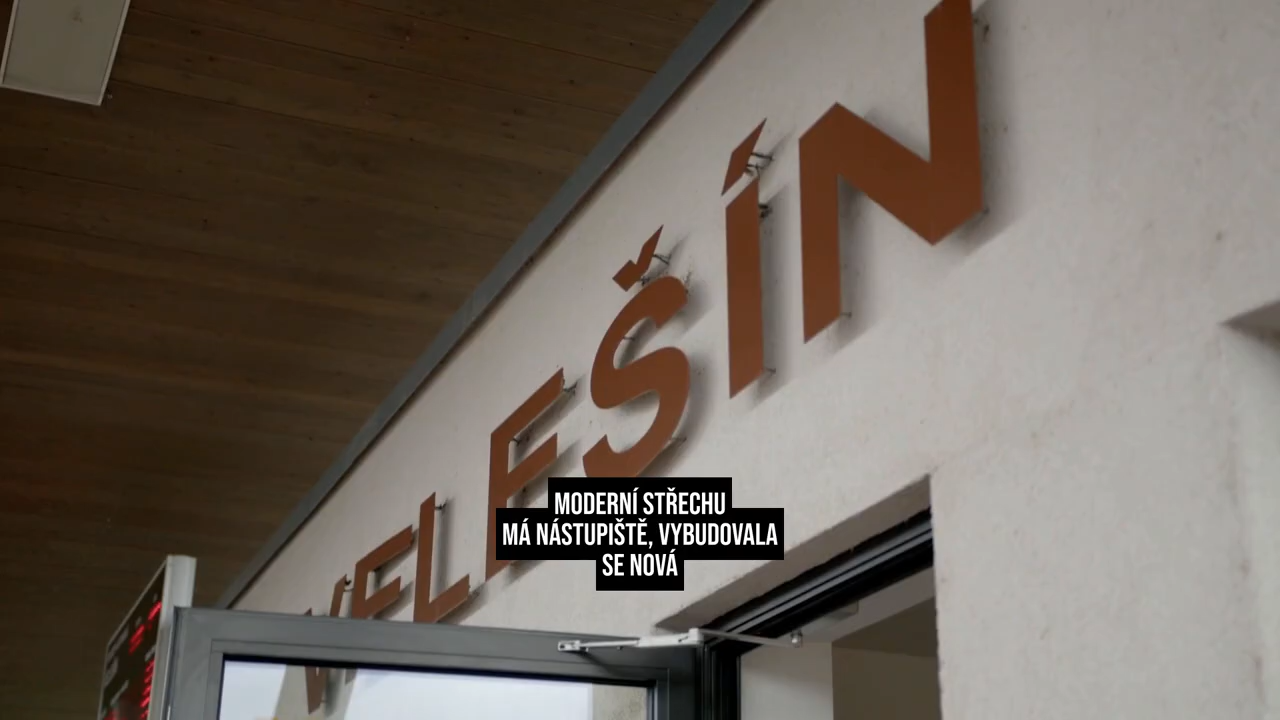 VELEŠÍN
MODERNÍ STŘECHU
MÁ NÁSTUPIŠTĚ, VYBUDOVALA
SE NOVÁ